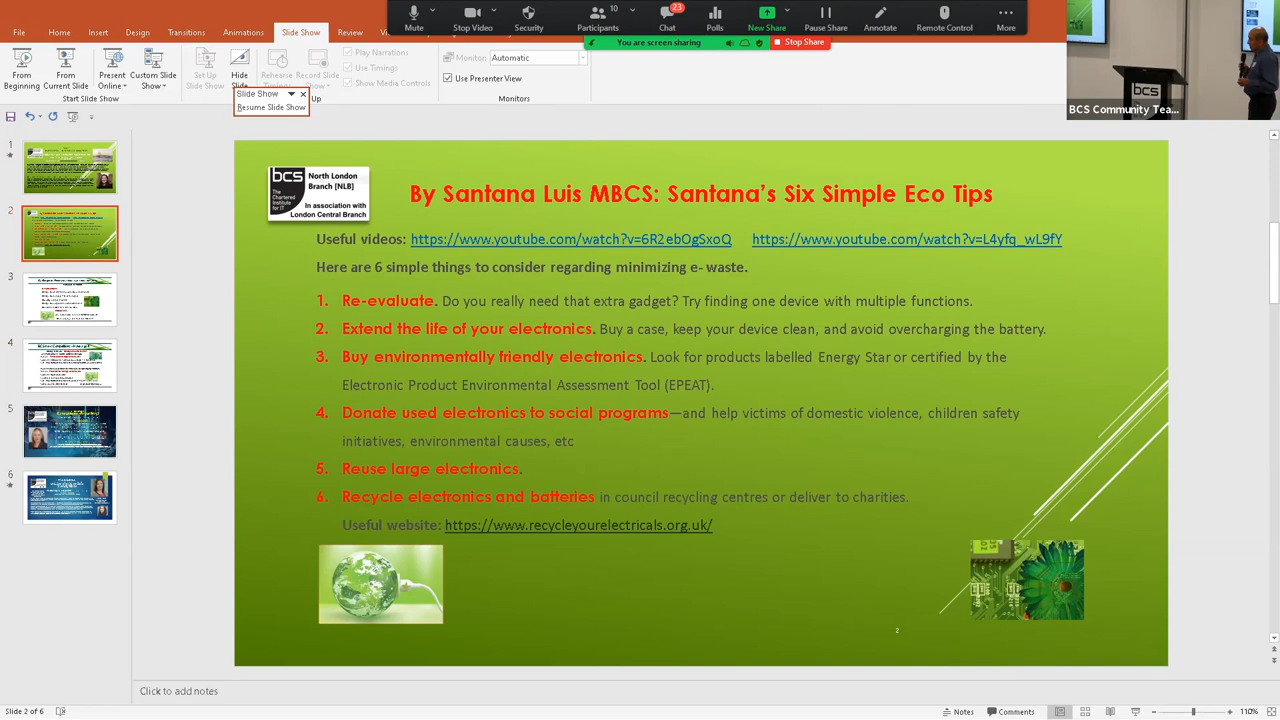 Mute
Stop Video
Security
10
Participants
23
Chat
Polls
New Share
Pause Share
Annotate
Remote Control
More
You are screen sharing
Stop Share
File
Home
Insert
Design
Transitions
Animations
Slide Show
Review
From Beginning
From Current Slide
Present Online
Custom Slide Show
Set Up Slide Show
Hide Slide
Rehearse Timings
Record Slide Show
Play Narrations
Use Timings
Show Media Controls
Monitor: Automatic
Use Presenter View
Start Slide Show
Up
Monitors
Slide Show
Resume Slide Show
bcs
BCS Community Tea...
1
2
3
4
5
6
bcs
The Chartered Institute for IT
North London
Branch [NLB]
In association with
London Central Branch
By Santana Luis MBCS: Santana's Six Simple Eco Tips
Useful videos: https://www.youtube.com/watch?v=6R2ebOgSxoQ https://www.youtube.com/watch?v=L4yfq_wL9fY
Here are 6 simple things to consider regarding minimizing e- waste.
1. Re-evaluate. Do you really need that extra gadget? Try finding one device with multiple functions.
2. Extend the life of your electronics. Buy a case, keep your device clean, and avoid overcharging the battery.
3. Buy environmentally friendly electronics. Look for products labelled Energy Star or certified by the
Electronic Product Environmental Assessment Tool (EPEAT).
4. Donate used electronics to social programs—and help victims of domestic violence, children safety
initiatives, environmental causes, etc
5. Reuse large electronics.
6. Recycle electronics and batteries in council recycling centres or deliver to charities.
Useful website: https://www.recycleyourelectricals.org.uk/
2
Click to add notes
Slide 2 of 6
Notes
Comments
110%